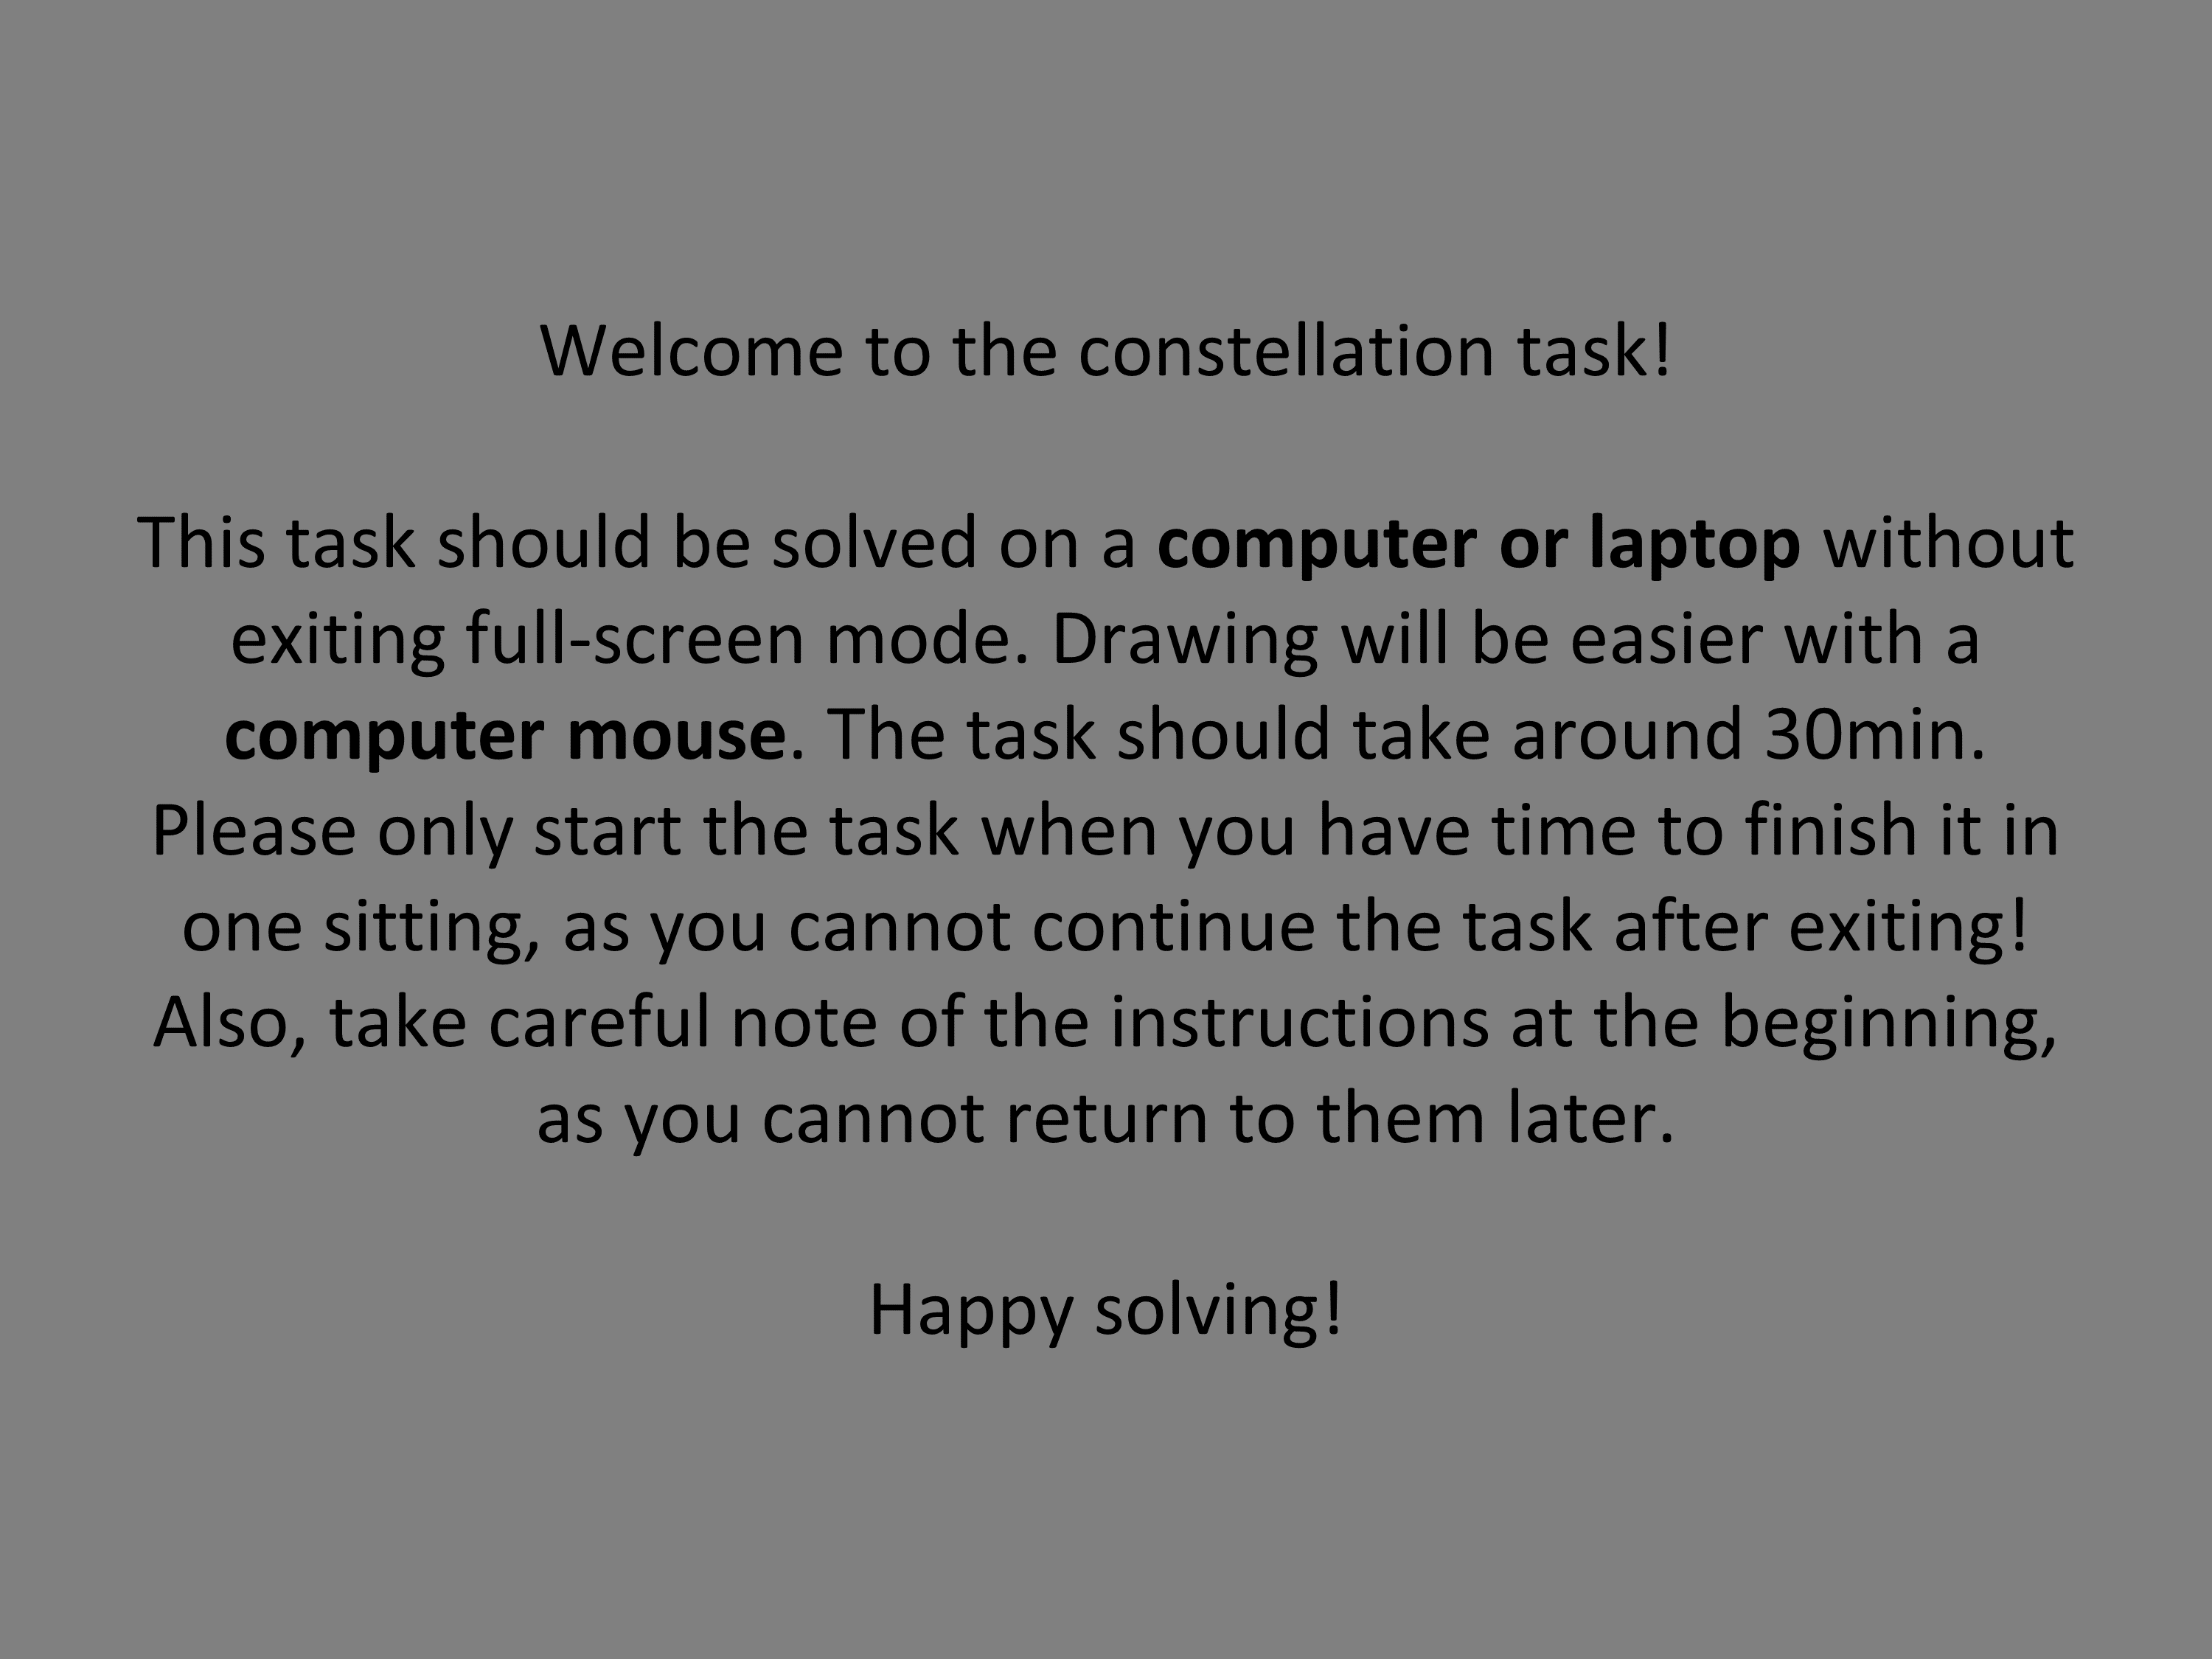 Welcome to the constellation task!
This task should be solved on a computer or laptop without
exiting full-screen mode. Drawing will be easier with a
computer mouse. The task should take around 30min.
Please only start the task when you have time to finish it in
one sitting, as you cannot continue the task after exiting!
Also, take careful note of the instructions at the beginning,
as you cannot return to them later.
Happy solving!